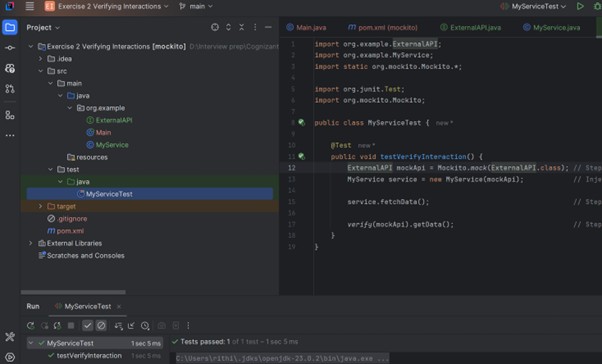 EI Exercise 2 Verifying Interactions main MyServiceTest
Project
Main.java pom.xml (mockito) ExternalAPI.java MyService.java
Exercise 2 Verifying Interactions [mockito] D:\Interview prep\Cognizant
.idea
src
main
java
org.example
ExternalAPI
Main
MyService
resources
test
java
MyServiceTest
target
.gitignore
pom.xml
External Libraries
Scratches and Consoles
1 import org.example.ExternalAPI;
2 import org.example.MyService;
3 import static org.mockito.Mockito.*;
4
5 import org.junit.Test;
6 import org.mockito.Mockito;
7
8 public class MyServiceTest { new *
9
10 @Test new *
11 public void testVerifyInteraction() {
12 ExternalAPI mockApi = Mockito.mock(ExternalAPI.class); // Step
13 MyService service = new MyService(mockApi); // Inje
14
15 service.fetchData(); // Step
16
17 verify(mockApi).getData(); // Step
18 }
19 }
Run MyServiceTest
MyServiceTest 1 sec 5 ms
testVerifyInteraction 1 sec 5 ms
Tests passed: 1 of 1 test – 1 sec 5 ms
C:\Users\rithi\.jdks\openjdk-23.0.2\bin\java.exe ...